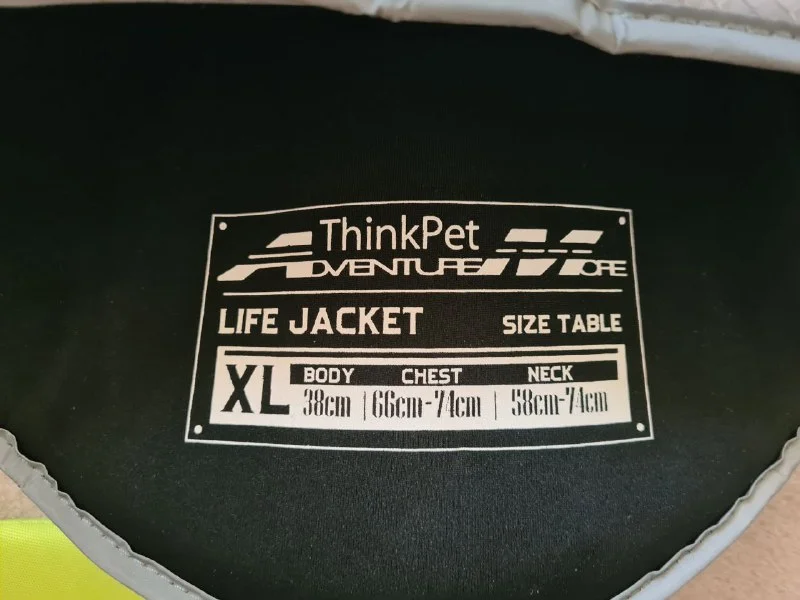 ThinkPet
ADVENTURE MORE
LIFE JACKET SIZE TABLE
XL BODY CHEST NECK
38cm | 66cm-74cm | 58cm-74cm